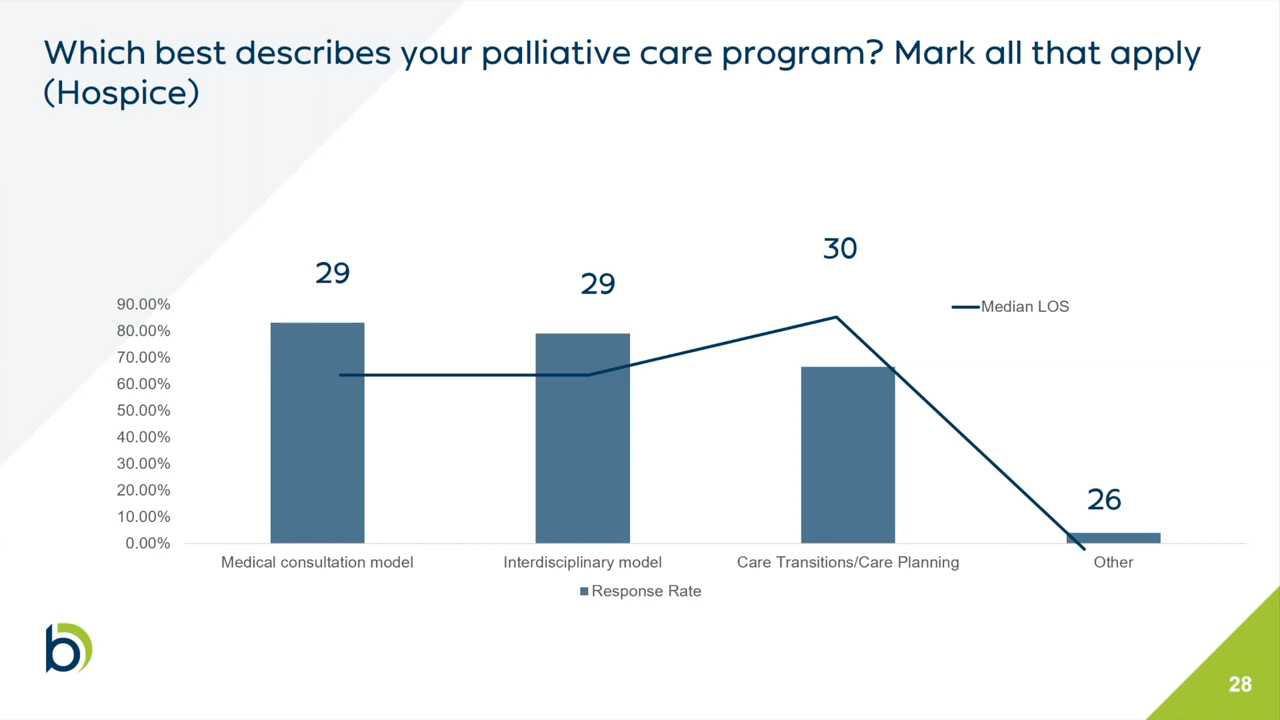 Which best describes your palliative care program? Mark all that apply
(Hospice)
30
29
29
90.00%
80.00%
70.00%
60.00%
50.00%
40.00%
30.00%
20.00%
10.00%
0.00%
Median LOS
26
Medical consultation model
Interdisciplinary model
Care Transitions/Care Planning
Other
Response Rate
b
28